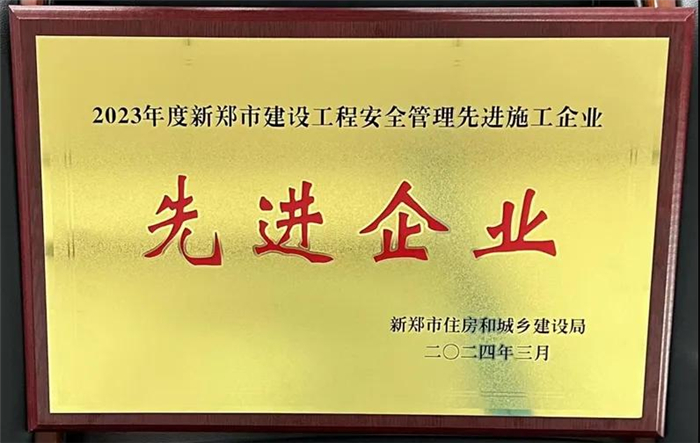 2023年度新郑市建设工程安全管理先进施工企业
先进企业
新郑市住房和城乡建设局
二〇二四年三月